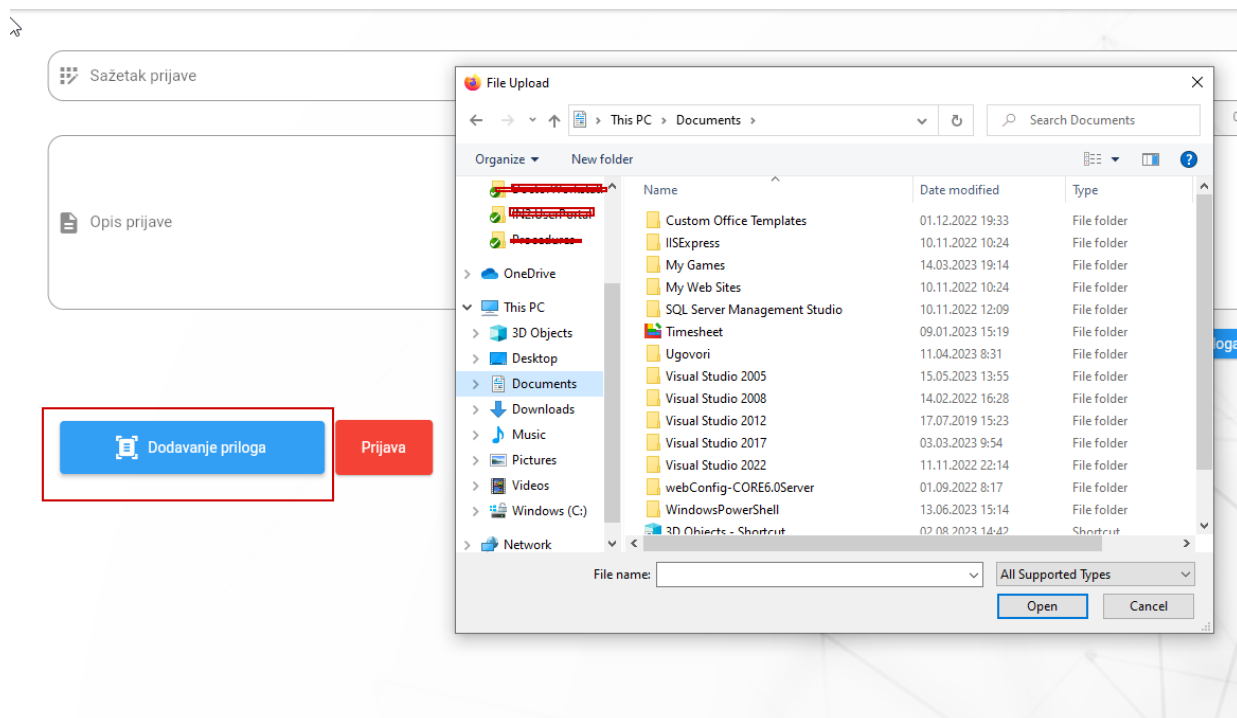 Sažetak prijave
File Upload
This PC > Documents >
Search Documents
Organize
New folder
Name Date modified Type
Opis prijave
OneDrive
This PC
3D Objects
Desktop
Documents
Downloads
Music
Pictures
Videos
Windows (C:)
Network
Custom Office Templates 01.12.2022 19:33 File folder
IISExpress 10.11.2022 10:24 File folder
My Games 14.03.2023 19:14 File folder
My Web Sites 10.11.2022 10:24 File folder
SQL Server Management Studio 10.11.2022 12:09 File folder
Timesheet 09.01.2023 15:19 File folder
Ugovori 11.04.2023 8:31 File folder
Visual Studio 2005 15.05.2023 13:55 File folder
Visual Studio 2008 14.02.2022 16:28 File folder
Visual Studio 2012 17.07.2019 15:23 File folder
Visual Studio 2017 03.03.2023 9:54 File folder
Visual Studio 2022 11.11.2022 22:14 File folder
webConfig-CORE6.0Server 01.09.2022 8:17 File folder
WindowsPowerShell 13.06.2023 15:14 File folder
3D Objects - Shortcut 02.08.2023 14:42 Shortcut
File name:
All Supported Types
Open
Cancel
Dodavanje priloga
Prijava